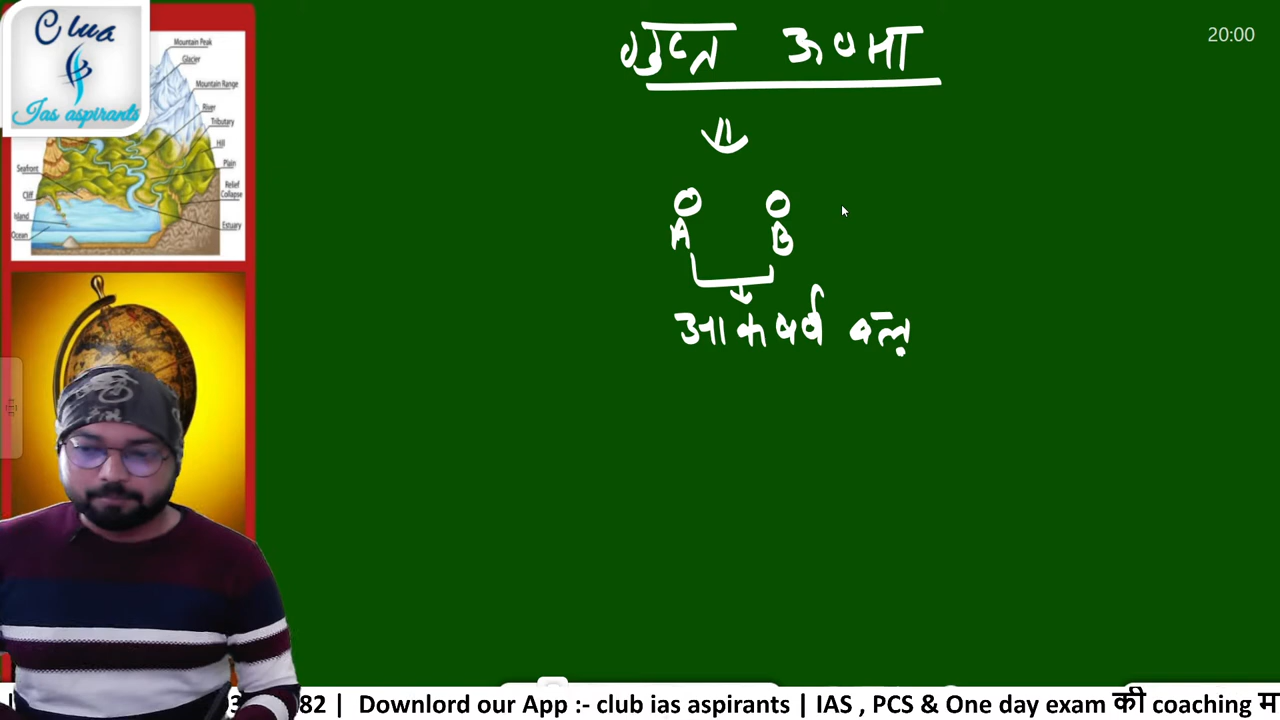 Club
Ias aspirants
Mountain Peak
Glacier
Mountain Range
River
Tributary
Hill
Plain
Seafront
Relief
Collapse
Cliff
Island
Estuary
Ocean
20:00
गुप्त ऊष्मा
A B
आकर्षण बल
82 | Downlord our App :- club ias aspirants | IAS , PCS & One day exam की coaching म